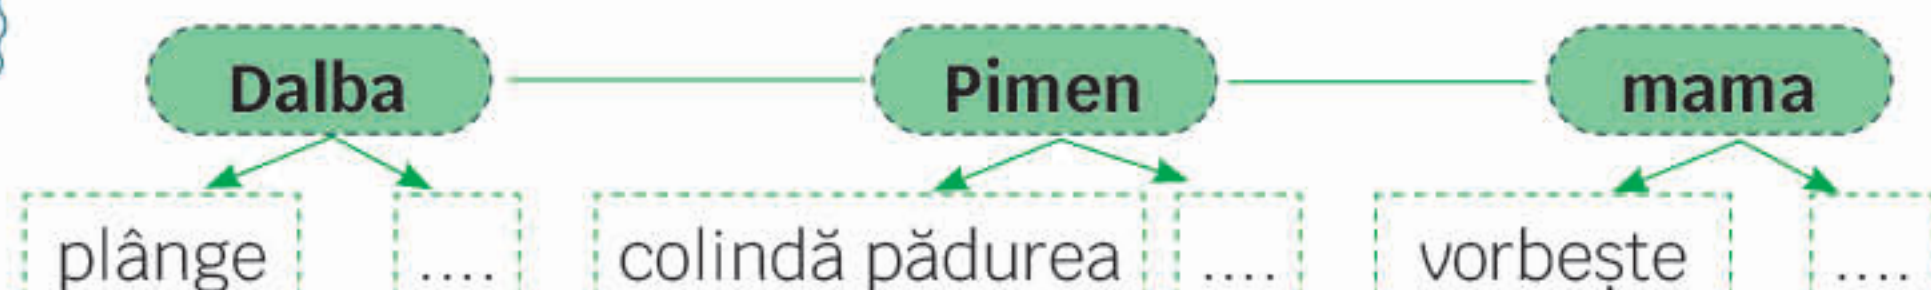 Dalba Pimen mama
plânge .... colindă pădurea .... vorbește ....